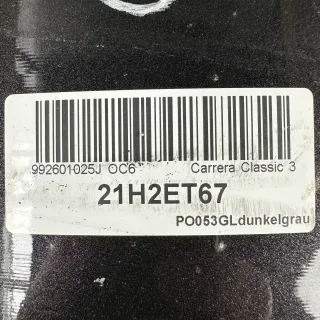 992601025J OC6 Carrera Classic 3
21H2ET67
PO053GLdunkelgrau